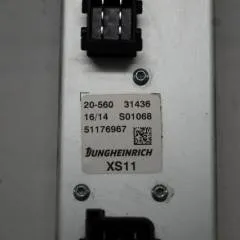 20-560 31436
16/14 S01068
51176967
JUNGHEINRICH
XS11